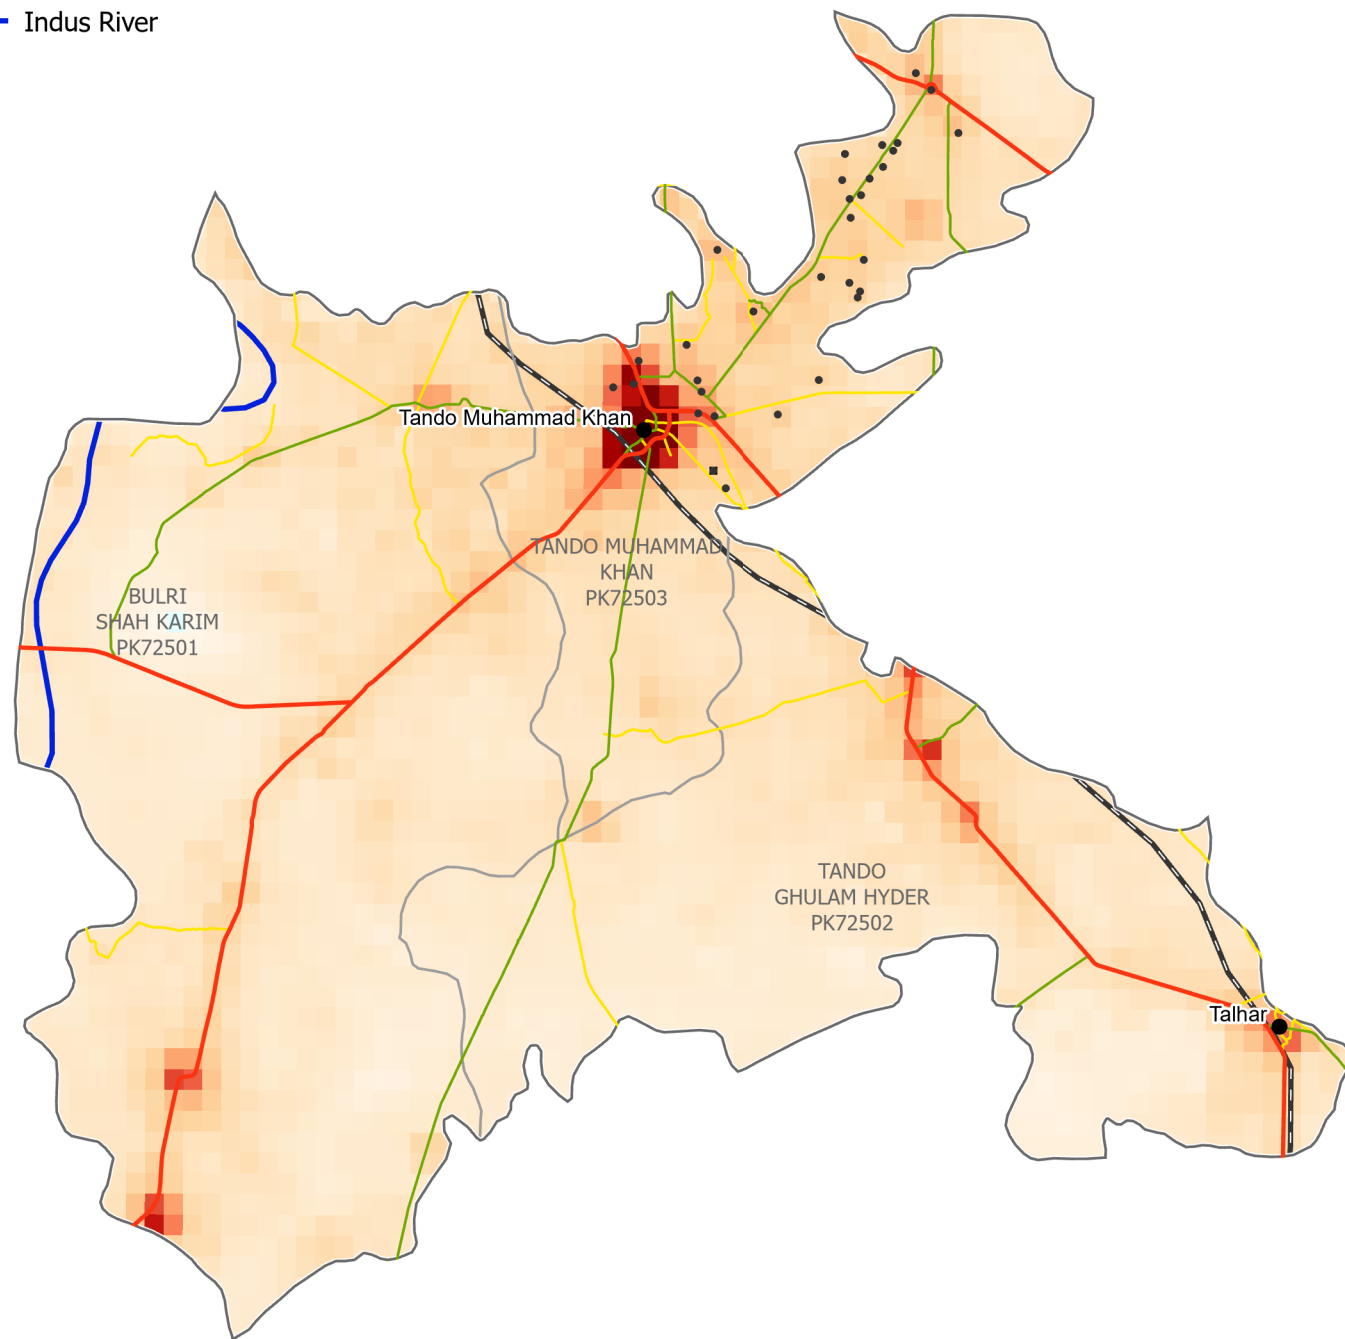 Indus River
Tando Muhammad Khan
TANDO MUHAMMAD
KHAN
PK72503
BULRI
SHAH KARIM
PK72501
TANDO
GHULAM HYDER
PK72502
Talhar